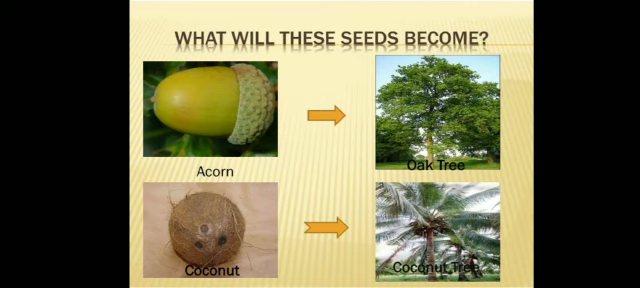 WHAT WILL THESE SEEDS BECOME?
Oak Tree
Acorn
Coconut
Coconut Tree